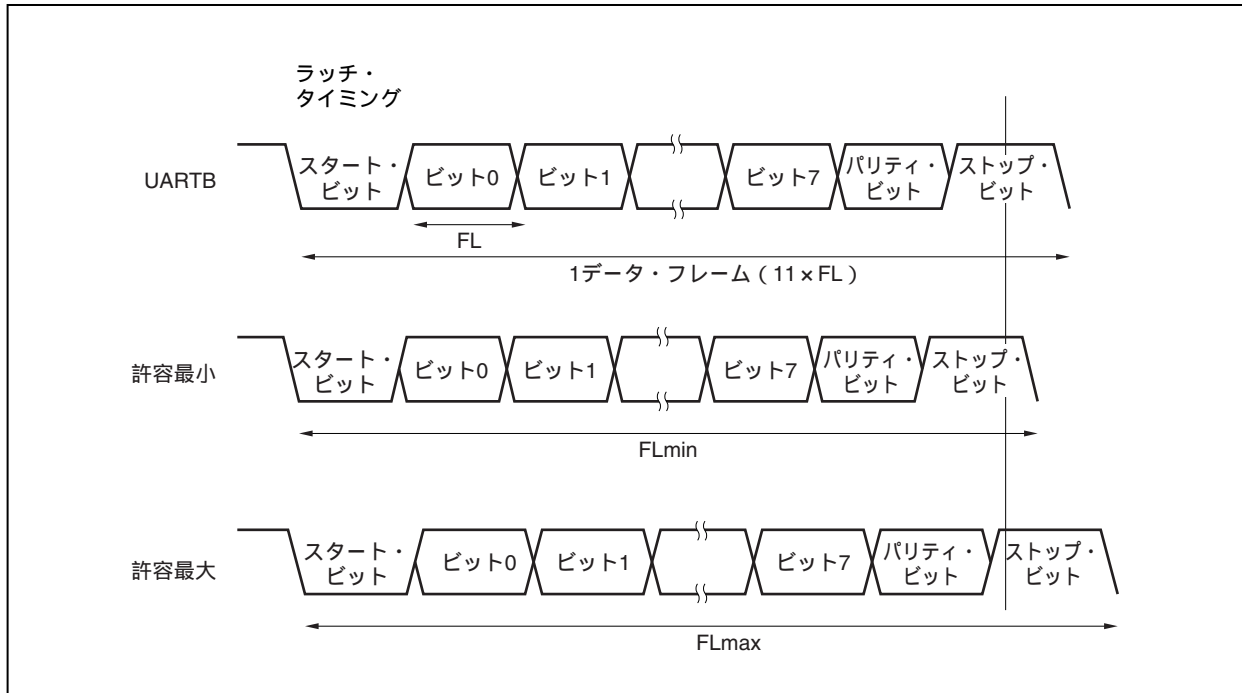 ラッチ・
タイミング
UARTB
スタート・
ビット
ビット0
ビット1
ビット7
パリティ・
ビット
ストップ・
ビット
FL
1データ・フレーム(11×FL)
許容最小
スタート・
ビット
ビット0
ビット1
ビット7
パリティ・
ビット
ストップ・
ビット
FLmin
許容最大
スタート・
ビット
ビット0
ビット1
ビット7
パリティ・
ビット
ストップ・
ビット
FLmax